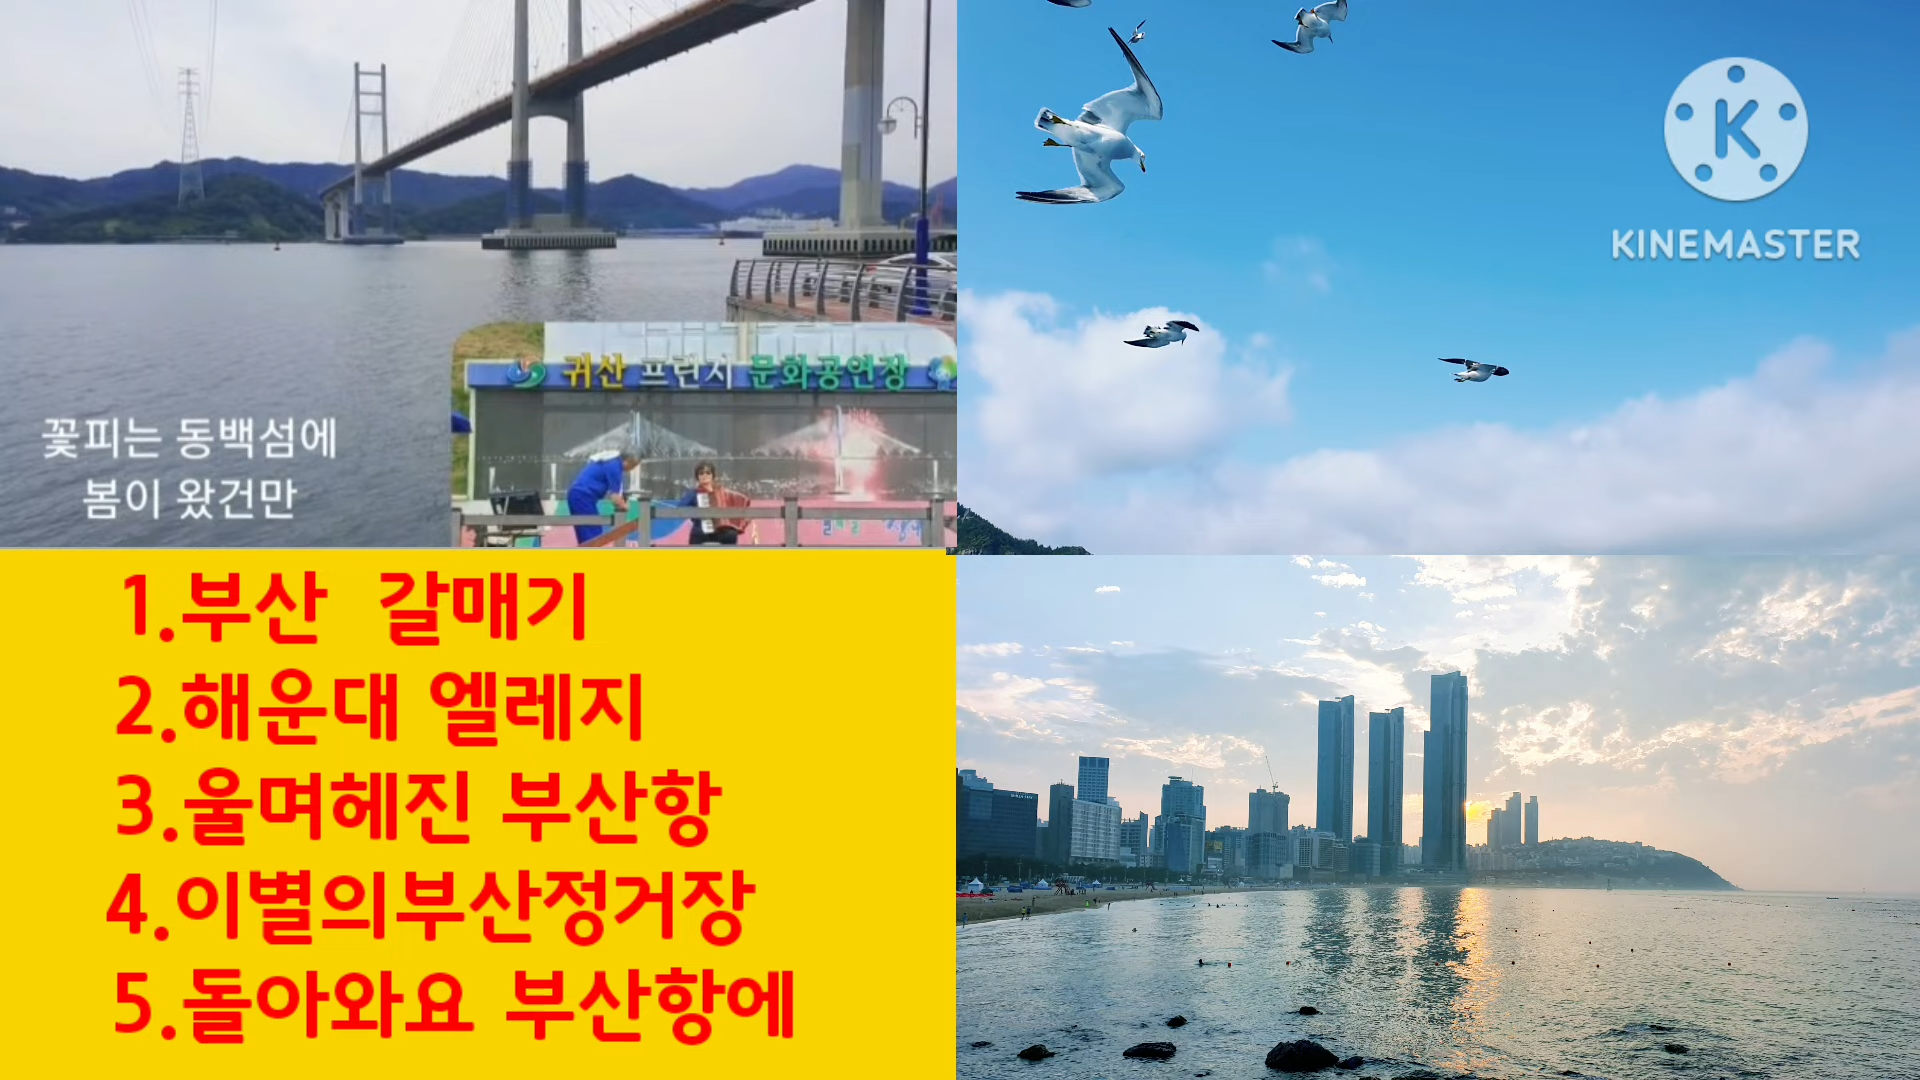 KINEMASTER
귀산 프린지 문화공연장
꽃피는 동백섬에
봄이 왔건만
1.부산 갈매기
2.해운대 엘레지
3.울며헤진 부산항
4.이별의부산정거장
5.돌아와요 부산항에